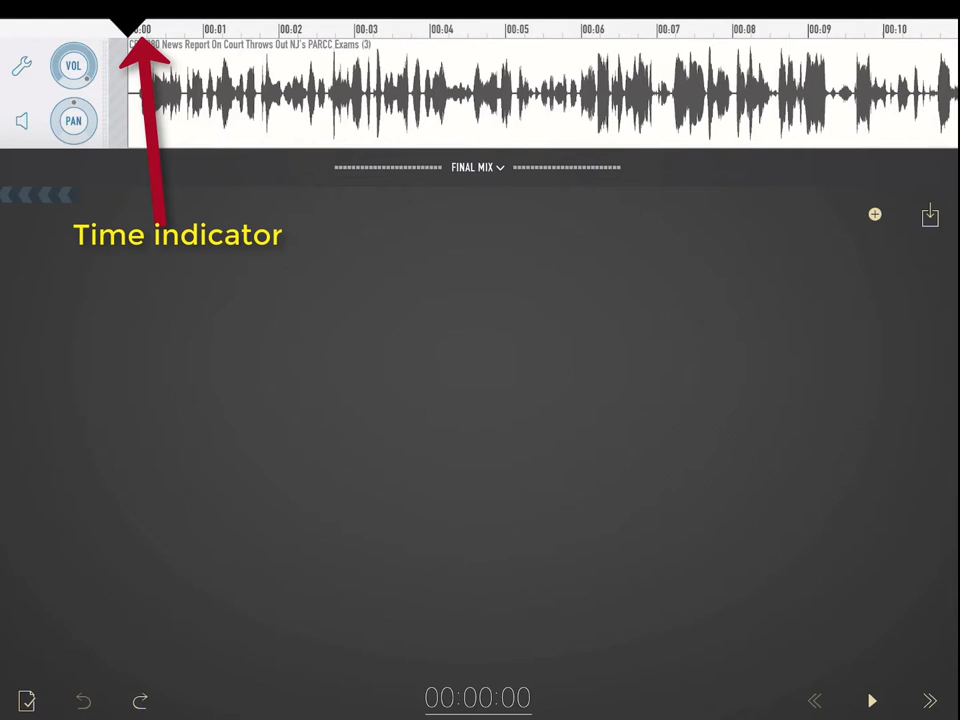 :00 00:01 00:02 00:03 00:04 00:05 00:06 00:07 00:08 00:09 00:10
News Report On Court Throws Out NJ's PARCC Exams (3)
VOL
PAN
FINAL MIX
Time indicator
00:00:00